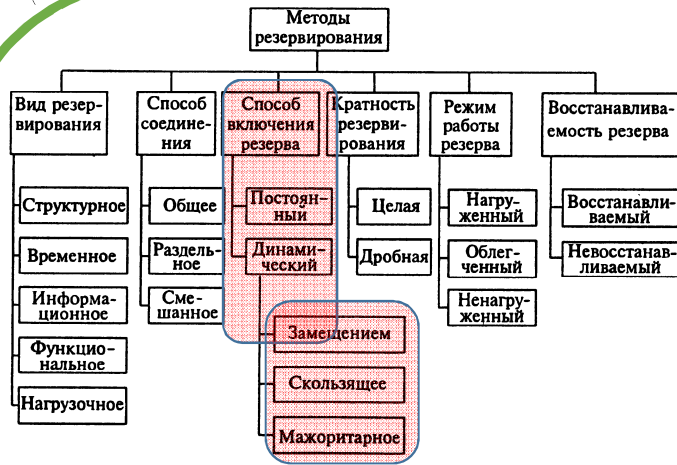 Методы
резервирования
Вид резер-
вирования
Структурное
Временное
Информа-
ционное
Функцио-
нальное
Нагрузочное
Способ
соедине-
ния
Общее
Раздель-
ное
Сме-
шанное
Способ
включения
резерва
Постоян-
ный
Динами-
ческий
Замещением
Скользящее
Мажоритарное
Кратность
резерви-
рования
Целая
Дробная
Режим
работы
резерва
Нагру-
женный
Облег-
ченный
Ненагру-
женный
Восстанавлива-
емость резерва
Восстанавли-
ваемый
Невосстанав-
ливаемый